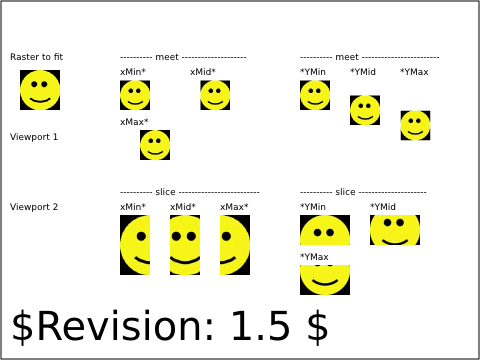 Raster to fit
---------- meet ---------------------
---------- meet -------------------------
xMin*
xMid*
*YMin
*YMid
*YMax
xMax*
Viewport 1
---------- slice --------------------------
---------- slice ---------------------
Viewport 2
xMin*
xMid*
xMax*
*YMin
*YMid
*YMax
$Revision: 1.5 $